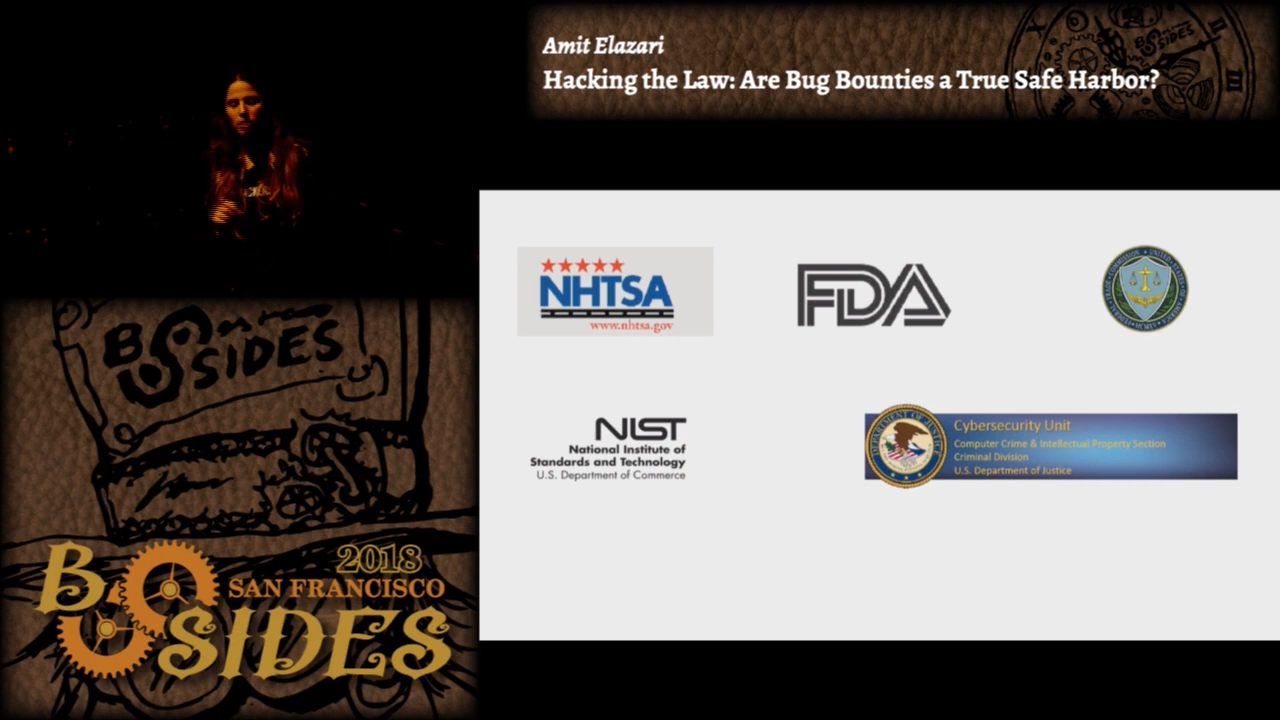 Amit Elazari
Hacking the Law: Are Bug Bounties a True Safe Harbor?
BSIDES
NHTSA
www.nhtsa.gov
FDA
NIST
National Institute of
Standards and Technology
U.S. Department of Commerce
Cybersecurity Unit
Computer Crime & Intellectual Property Section
Criminal Division
U.S. Department of Justice
BSIDES
2018
SAN FRANCISCO
BSIDES